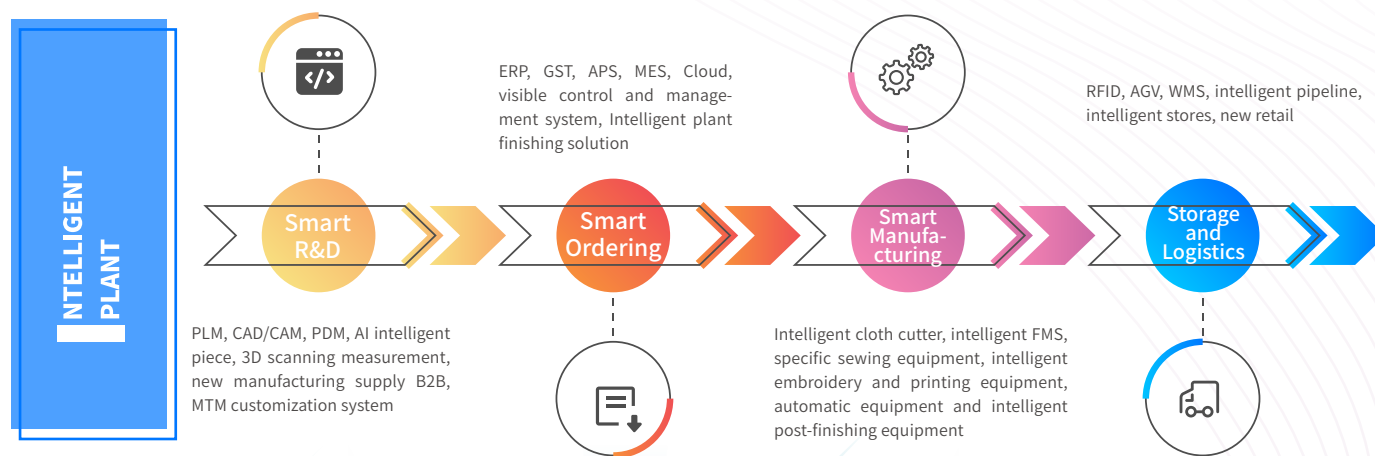 INTELLIGENT
PLANT
Smart
R&D
PLM, CAD/CAM, PDM, AI intelligent
piece, 3D scanning measurement,
new manufacturing supply B2B,
MTM customization system
ERP, GST, APS, MES, Cloud,
visible control and manage-
ment system, Intelligent plant
finishing solution
Smart
Ordering
Smart
Manufa-
cturing
Intelligent cloth cutter, intelligent FMS,
specific sewing equipment, intelligent
embroidery and printing equipment,
automatic equipment and intelligent
post-finishing equipment
RFID, AGV, WMS, intelligent pipeline,
intelligent stores, new retail
Storage
and
Logistics